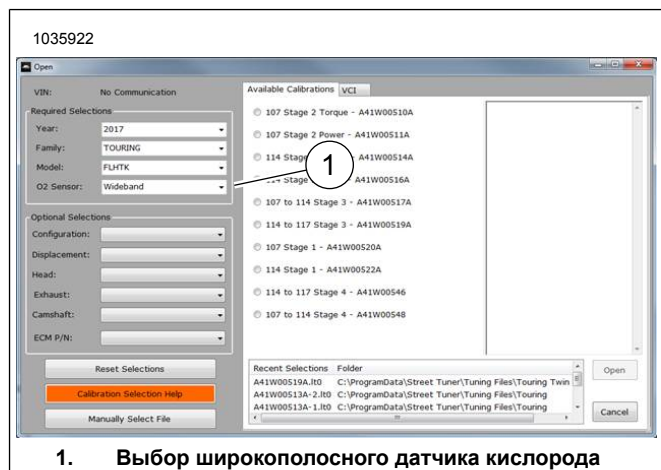 1035922
Open
VIN: No Communication
Required Selections
Year: 2017
Family: TOURING
Model: FLHTK
O2 Sensor: Wideband
Optional Selections
Configuration:
Displacement:
Head:
Exhaust:
Camshaft:
ECM P/N:
Reset Selections
Calibration Selection Help
Manually Select File
Available Calibrations VCI
107 Stage 2 Torque - A41W00510A
107 Stage 2 Power - A41W00511A
114 Stage A41W00514A
114 Stage A41W00516A
107 to 114 Stage 3 - A41W00517A
114 to 117 Stage 3 - A41W00519A
107 Stage 1 - A41W00520A
114 Stage 1 - A41W00522A
114 to 117 Stage 4 - A41W00546
107 to 114 Stage 4 - A41W00548
1
Recent Selections Folder
A41W00519A.lt0 C:\ProgramData\Street Tuner\Tuning Files\Touring Twin
A41W00513A-2.lt0 C:\ProgramData\Street Tuner\Tuning Files\Touring
A41W00513A-1.lt0 C:\ProgramData\Street Tuner\Tuning Files\Touring
Open
Cancel
1. Выбор широкополосного датчика кислорода